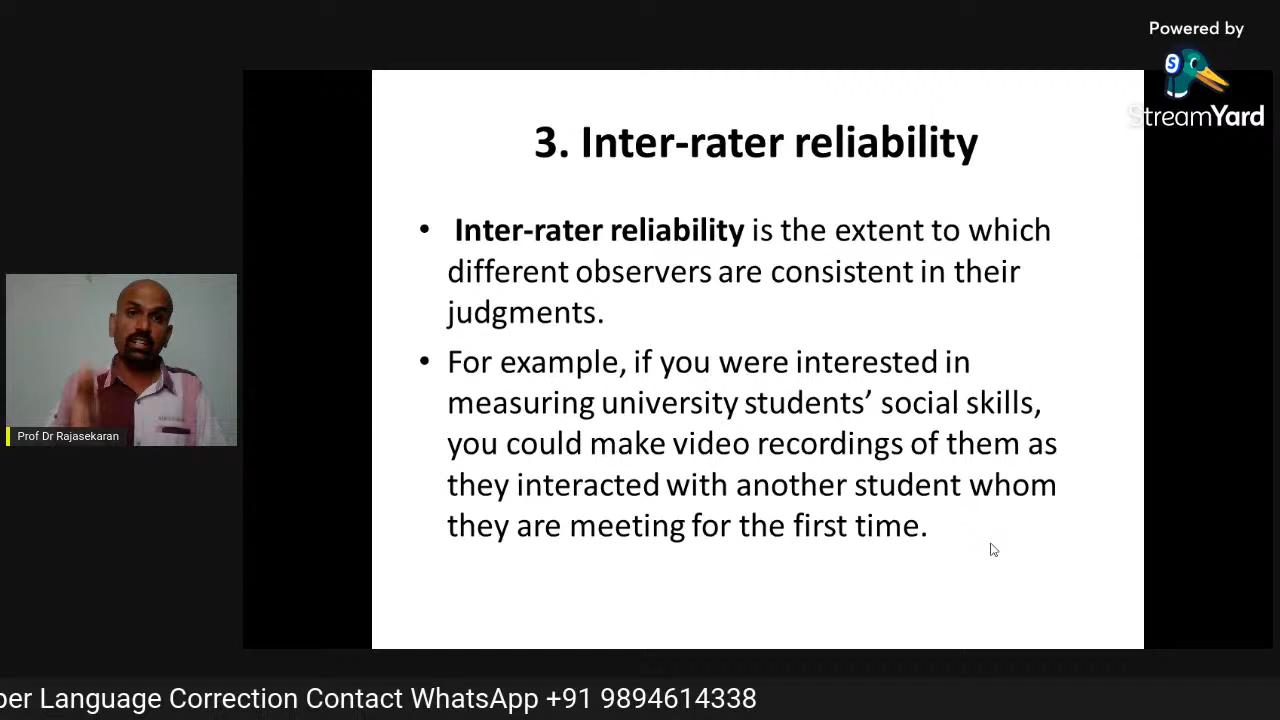 Powered by
StreamYard
3. Inter-rater reliability
• Inter-rater reliability is the extent to which
different observers are consistent in their
judgments.
• For example, if you were interested in
measuring university students’ social skills,
you could make video recordings of them as
they interacted with another student whom
they are meeting for the first time.
Prof Dr Rajasekaran
per Language Correction Contact WhatsApp +91 9894614338